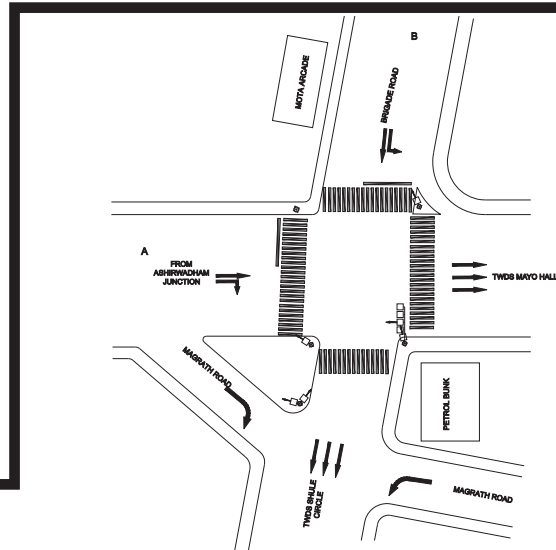 B
MOTA ARCADE
BRIGADE ROAD
A
FROM
ASHIRWADHAM
JUNCTION
TWDS MAYO HALL
MAGRATH ROAD
PETROL BUNK
TWDS SHULE
CIRCLE
MAGRATH ROAD